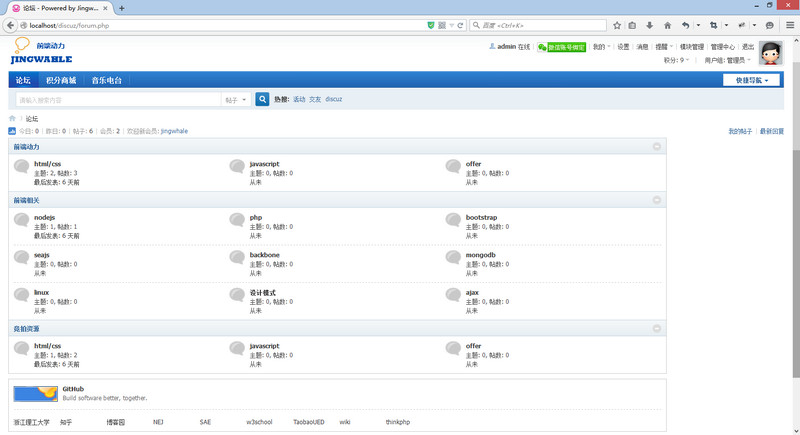 论坛 - Powered by Jingw...
localhost/discuz/forum.php
百度 <Ctrl+K>
前端动力
JINGWAHLE
admin 在线 微信账号绑定 我的 设置 消息 提醒 模块管理 管理中心 退出
积分: 9 用户组: 管理员
论坛 积分商城 音乐电台 快捷导航
请输入搜索内容 帖子 热搜: 活动 交友 discuz
论坛
今日: 0 昨日: 0 帖子: 6 会员: 2 欢迎新会员: jingwhale 我的帖子 最新回复
前端动力
html/css javascript offer
主题: 2, 帖数: 3 主题: 0, 帖数: 0 主题: 0, 帖数: 0
最后发表: 6 天前 从未 从未
前端相关
nodejs php bootstrap
主题: 1, 帖数: 1 主题: 0, 帖数: 0 主题: 0, 帖数: 0
最后发表: 6 天前 从未 从未
seajs backbone mongodb
主题: 0, 帖数: 0 主题: 0, 帖数: 0 主题: 0, 帖数: 0
从未 从未 从未
linux 设计模式 ajax
主题: 0, 帖数: 0 主题: 0, 帖数: 0 主题: 0, 帖数: 0
从未 从未 从未
竞拍资源
html/css javascript offer
主题: 1, 帖数: 2 主题: 0, 帖数: 0 主题: 0, 帖数: 0
最后发表: 6 天前 从未 从未
GitHub
Build software better, together.
浙江理工大学 知乎 博客园 NEJ SAE w3school TaobaoUED wiki thinkphp